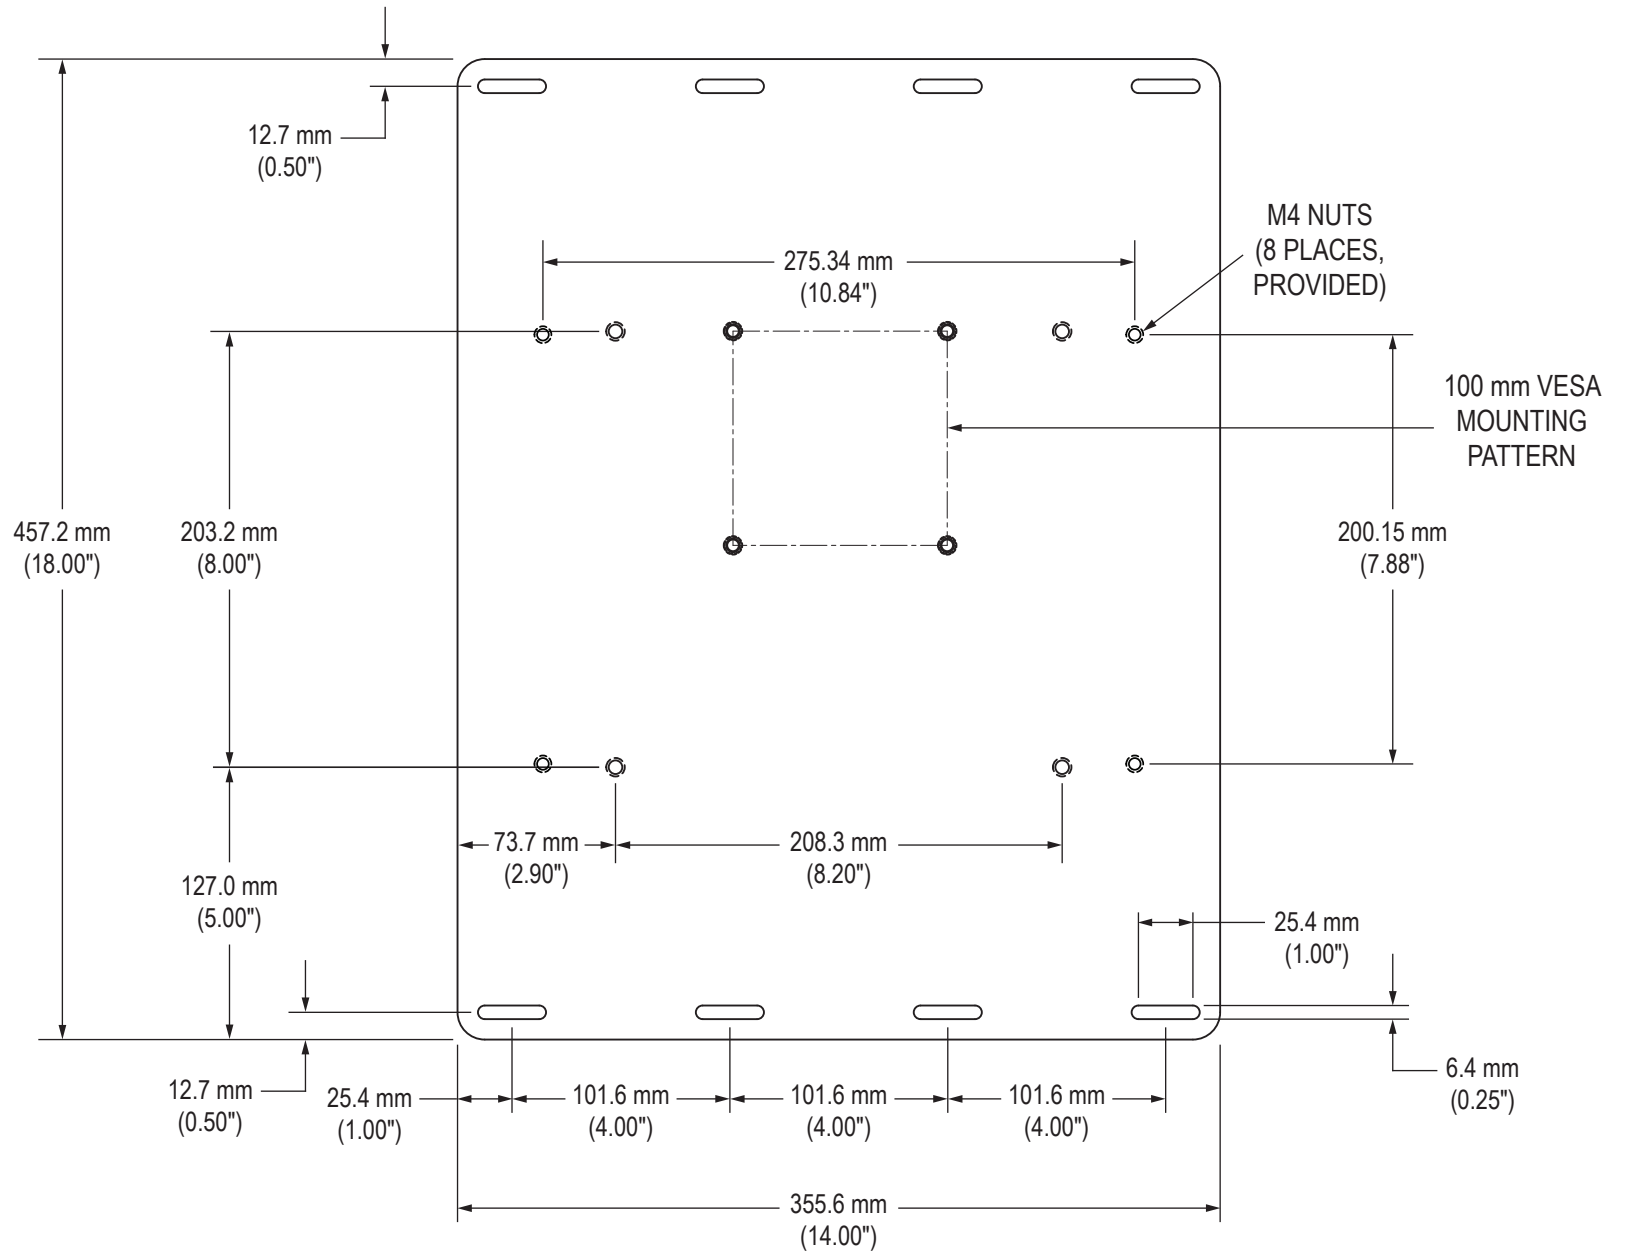 12.7 mm
(0.50")
M4 NUTS
(8 PLACES,
PROVIDED)
275.34 mm
(10.84")
100 mm VESA
MOUNTING
PATTERN
457.2 mm
(18.00")
203.2 mm
(8.00")
200.15 mm
(7.88")
73.7 mm
(2.90")
208.3 mm
(8.20")
127.0 mm
(5.00")
25.4 mm
(1.00")
6.4 mm
(0.25")
12.7 mm
(0.50")
25.4 mm
(1.00")
101.6 mm
(4.00")
101.6 mm
(4.00")
101.6 mm
(4.00")
355.6 mm
(14.00")